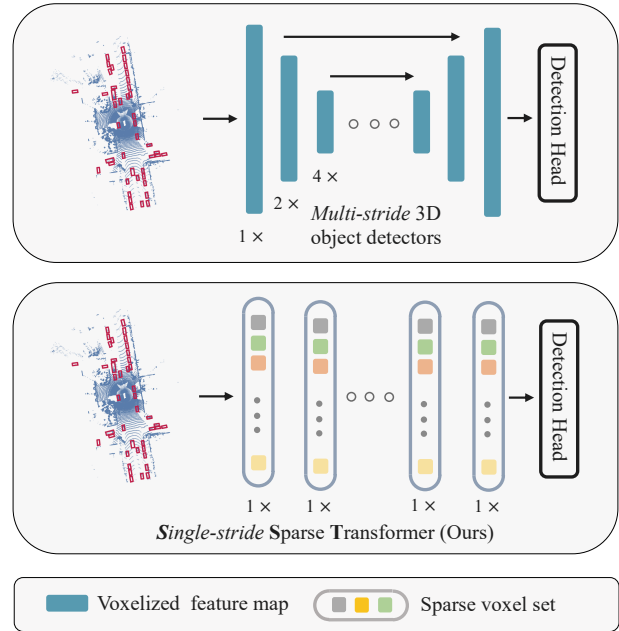 Detection Head
4 ×
2 ×
1 ×
Multi-stride 3D
object detectors
Detection Head
1 × 1 × 1 × 1 ×
Single-stride Sparse Transformer (Ours)
Voxelized feature map
Sparse voxel set